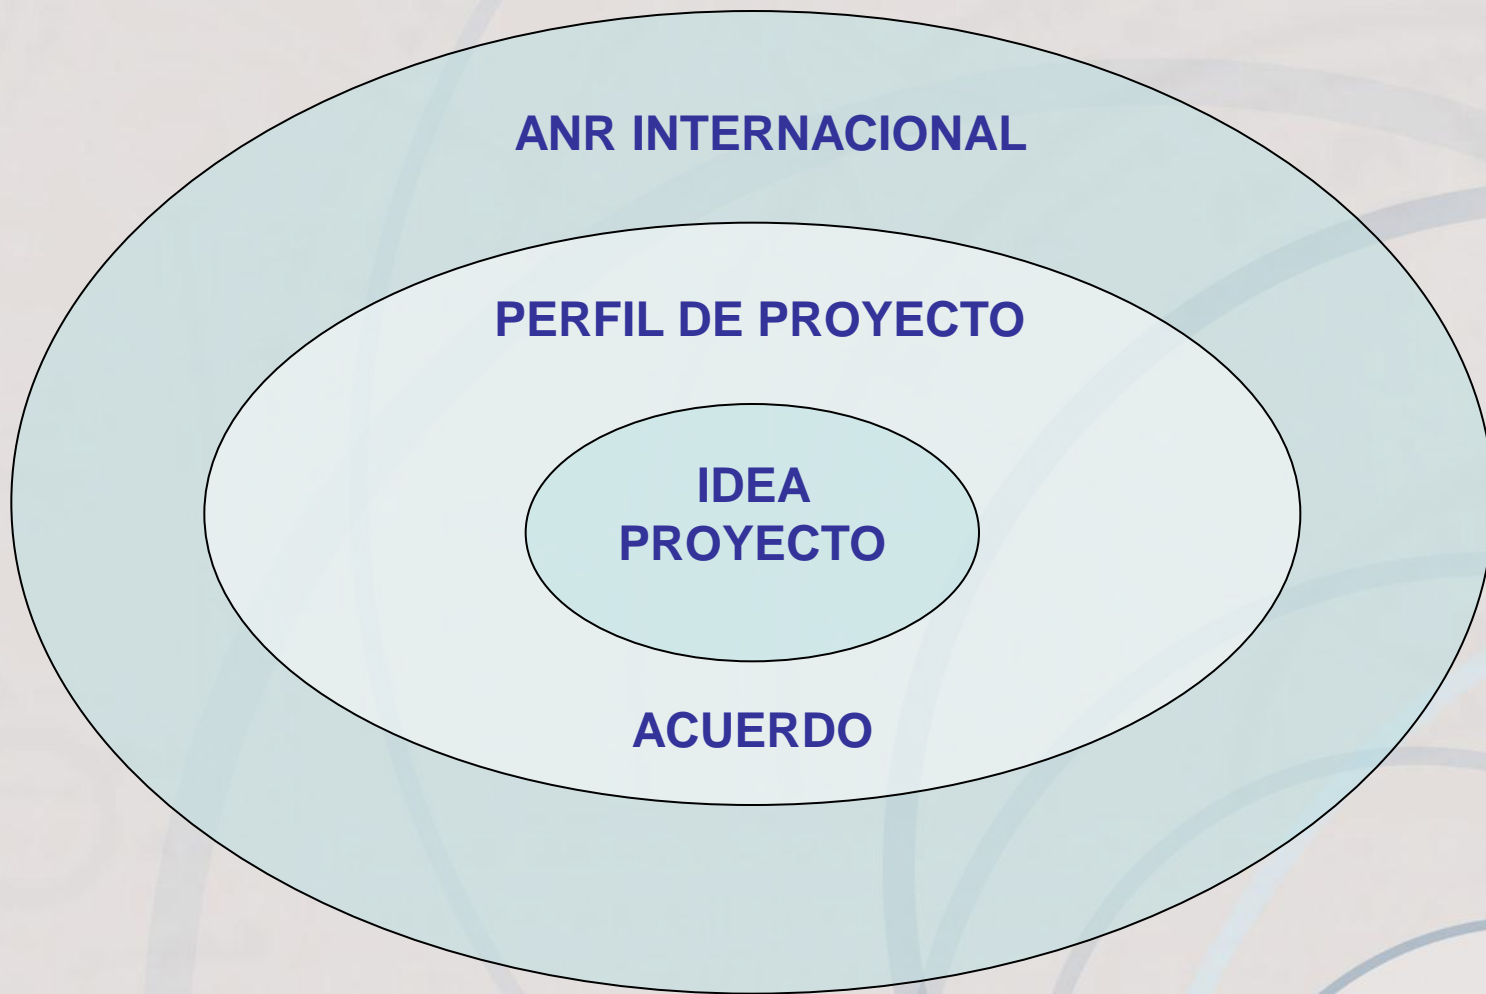 ANR INTERNACIONAL
PERFIL DE PROYECTO
IDEA
PROYECTO
ACUERDO